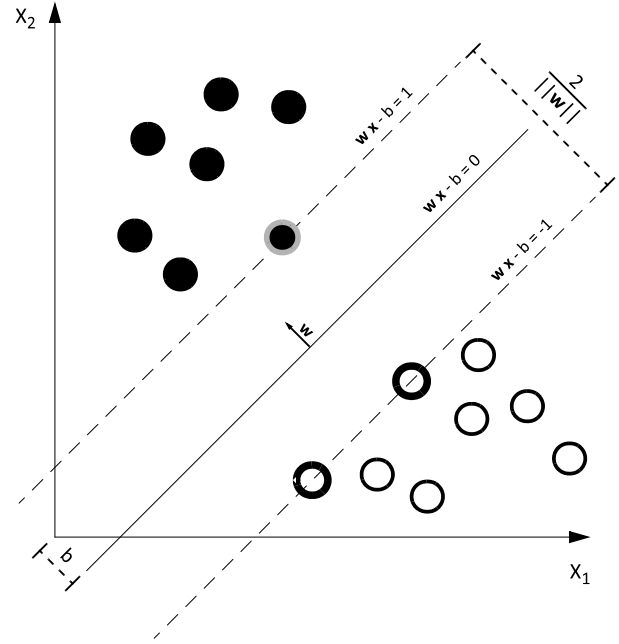 X₂
w x - b = 1
2
||w||
w x - b = 0
w x - b = -1
w
b
X₁